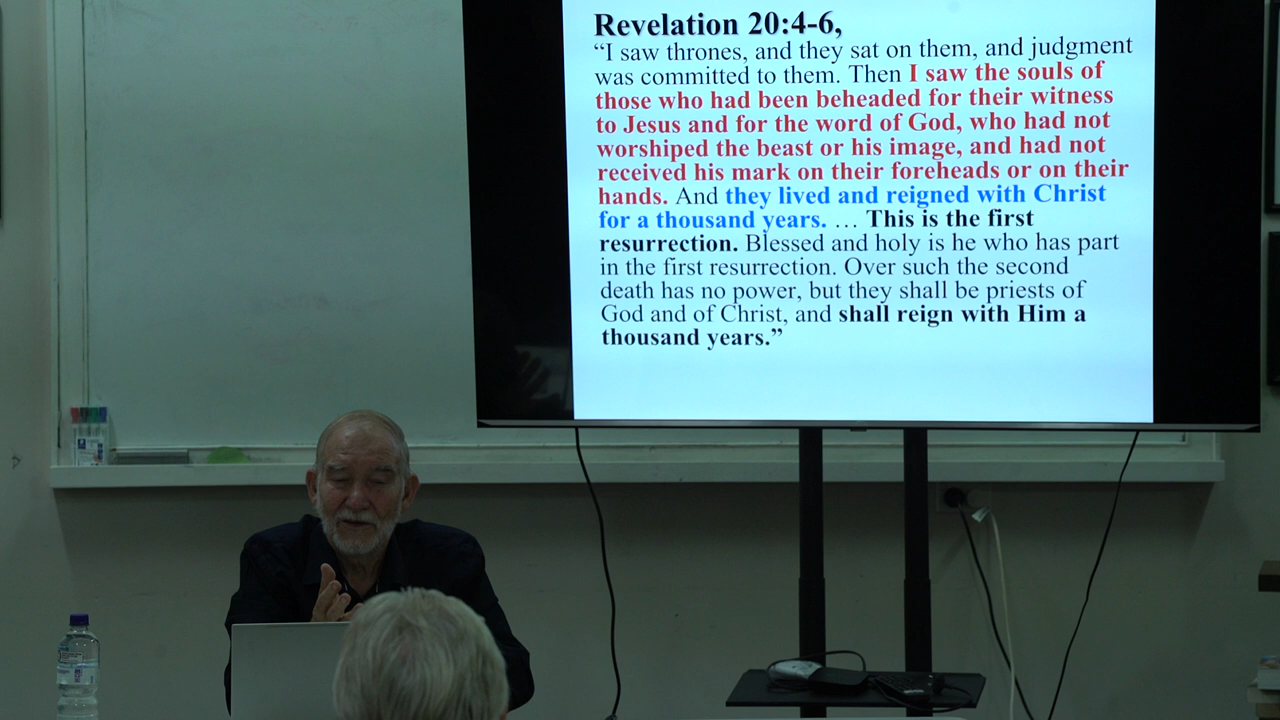 Revelation 20:4-6,
“I saw thrones, and they sat on them, and judgment
was committed to them. Then I saw the souls of
those who had been beheaded for their witness
to Jesus and for the word of God, who had not
worshiped the beast or his image, and had not
received his mark on their foreheads or on their
hands. And they lived and reigned with Christ
for a thousand years. … This is the first
resurrection. Blessed and holy is he who has part
in the first resurrection. Over such the second
death has no power, but they shall be priests of
God and of Christ, and shall reign with Him a
thousand years.”